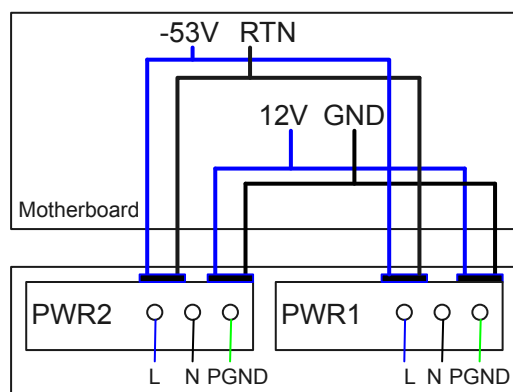 -53V RTN
12V GND
Motherboard
PWR2 PWR1
L N PGND L N PGND